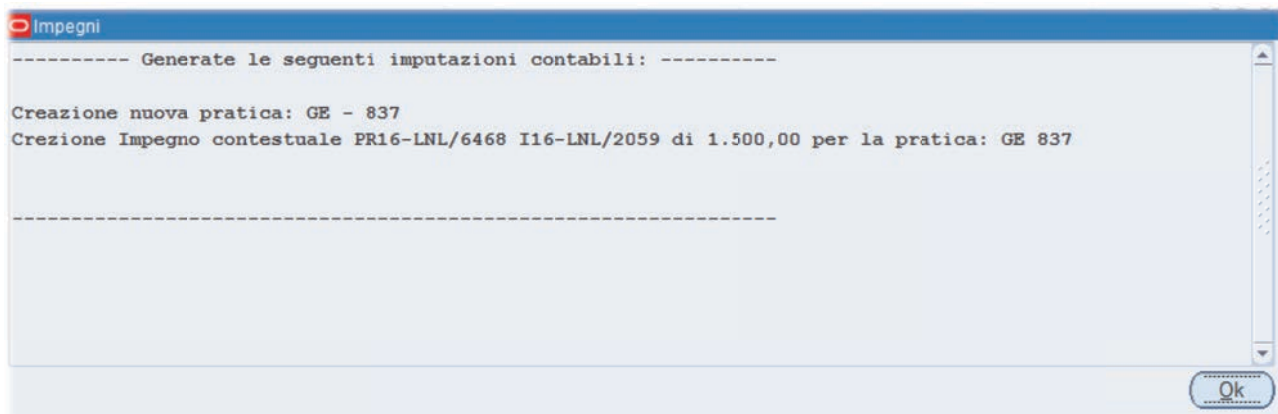 Impegni
---------- Generate le seguenti imputazioni contabili: ----------
Creazione nuova pratica: GE - 837
Crezione Impegno contestuale PR16-LNL/6468 I16-LNL/2059 di 1.500,00 per la pratica: GE 837
-----------------------------------------------------------------
Ok